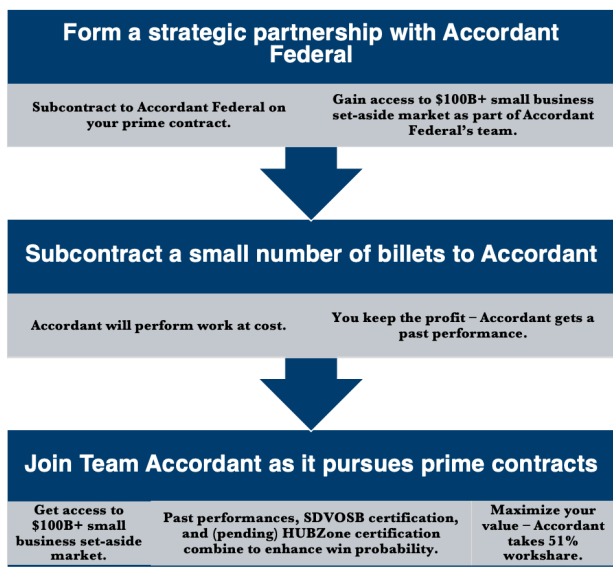 Form a strategic partnership with Accordant
Federal
Subcontract to Accordant Federal on
your prime contract.
Gain access to $100B+ small business
set-aside market as part of Accordant
Federal’s team.
Subcontract a small number of billets to Accordant
Accordant will perform work at cost.
You keep the profit – Accordant gets a
past performance.
Join Team Accordant as it pursues prime contracts
Get access to
$100B+ small
business set-aside
market.
Past performances, SDVOSB certification,
and (pending) HUBZone certification
combine to enhance win probability.
Maximize your
value – Accordant
takes 51%
workshare.